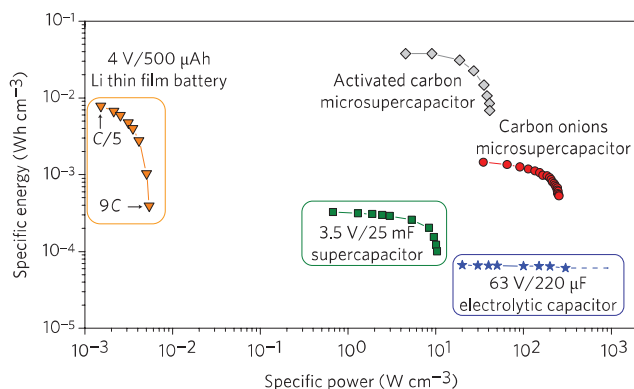 4 V/500 μAh
Li thin film battery
C/5
9C
Activated carbon
microsupercapacitor
Carbon onions
microsupercapacitor
3.5 V/25 mF
supercapacitor
63 V/220 μF
electrolytic capacitor
Specific energy (Wh cm–3)
10–1
10–2
10–3
10–4
10–5
10–3
10–2
10–1
100
101
102
103
Specific power (W cm–3)